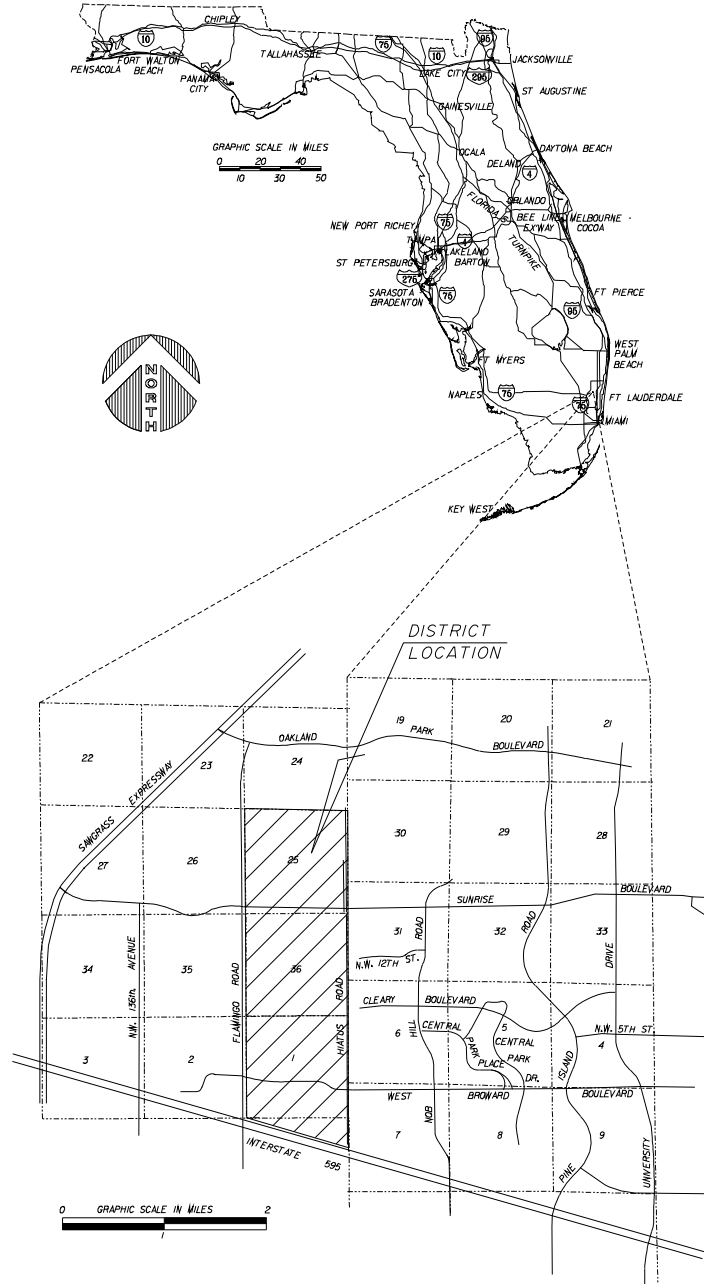 CHIPLEY
10
FORT WALTON
BEACH
PENSACOLA
PANAMA
CITY
TALLAHASSEE
75
10
95
JACKSONVILLE
LAKE CITY
295
ST AUGUSTINE
GAINESVILLE
OCALA
DELAND
DAYTONA BEACH
4
GRAPHIC SCALE IN MILES
0 20 40
10 30 50
ORLANDO
FLORIDA
BEE LINE
EX'WAY
MELBOURNE -
COCOA
NEW PORT RICHEY
75
TAMPA
4
LAKELAND
BARTON
TURNPIKE
ST PETERSBURG
275
SARASOTA
BRADENTON
75
FT PIERCE
95
WEST
PALM
BEACH
FT MYERS
NAPLES
75
75
FT LAUDERDALE
MIAMI
KEY WEST
NORTH
DISTRICT
LOCATION
19
20
21
22
23
24
OAKLAND PARK BOULEVARD
SAWGRASS EXPRESSWAY
25
26
27
28
29
30
SUNRISE BOULEVARD
31
32
33
34
35
36
N.W. 136th. AVENUE
FLAMINGO ROAD
HIATUS ROAD
N.W. 12TH ST.
CLEARY BOULEVARD
NOB HILL ROAD
CENTRAL PARK PLACE
CENTRAL PARK DR.
N.W. 5TH ST.
3
2
1
6
5
4
PINE ISLAND ROAD
UNIVERSITY DRIVE
WEST BROWARD BOULEVARD
7
8
9
INTERSTATE 595
GRAPHIC SCALE IN MILES
0 2
1